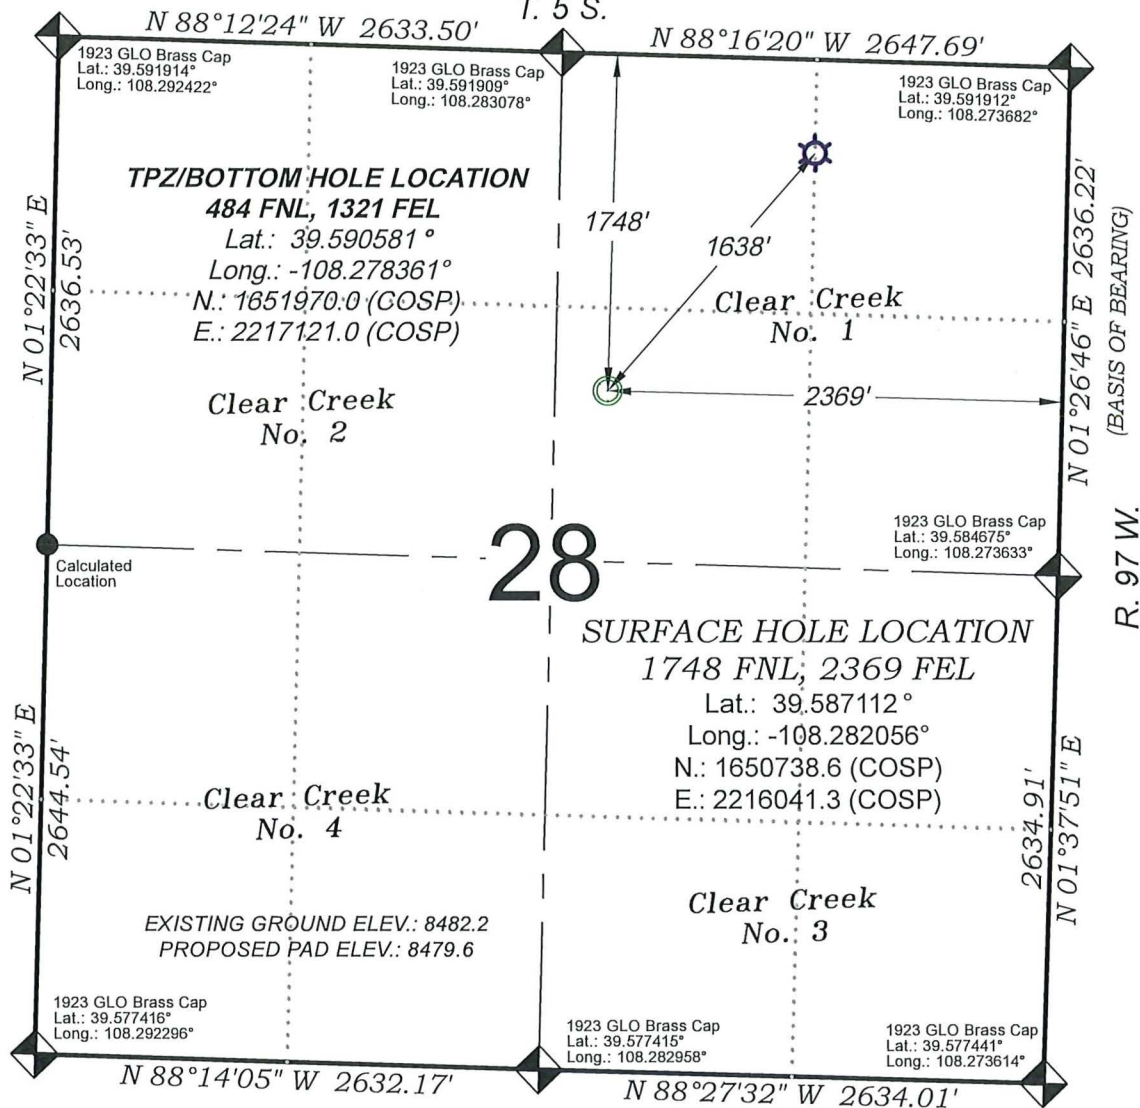 T. 5 S.
N 88°12'24" W 2633.50'
N 88°16'20" W 2647.69'
1923 GLO Brass Cap
Lat.: 39.591914°
Long.: 108.292422°
1923 GLO Brass Cap
Lat.: 39.591909°
Long.: 108.283078°
1923 GLO Brass Cap
Lat.: 39.591912°
Long.: 108.273682°
TPZ/BOTTOM HOLE LOCATION
484 FNL, 1321 FEL
Lat.: 39.590581°
Long.: -108.278361°
N.: 1651970.0 (COSP)
E.: 2217121.0 (COSP)
N 01°22'33" E
2636.53'
1748'
1638'
N 01°26'46" E 2636.22'
(BASIS OF BEARING)
Clear Creek
No. 1
2369'
Clear Creek
No. 2
R. 97 W.
1923 GLO Brass Cap
Lat.: 39.584675°
Long.: 108.273633°
Calculated
Location
28
SURFACE HOLE LOCATION
1748 FNL, 2369 FEL
Lat.: 39.587112°
Long.: -108.282056°
N.: 1650738.6 (COSP)
E.: 2216041.3 (COSP)
N 01°22'33" E
2644.54'
Clear Creek
No. 4
2634.91'
N 01°37'51" E
Clear Creek
No. 3
EXISTING GROUND ELEV.: 8482.2
PROPOSED PAD ELEV.: 8479.6
1923 GLO Brass Cap
Lat.: 39.577416°
Long.: 108.292296°
1923 GLO Brass Cap
Lat.: 39.577415°
Long.: 108.282958°
1923 GLO Brass Cap
Lat.: 39.577441°
Long.: 108.273614°
N 88°14'05" W 2632.17'
N 88°27'32" W 2634.01'